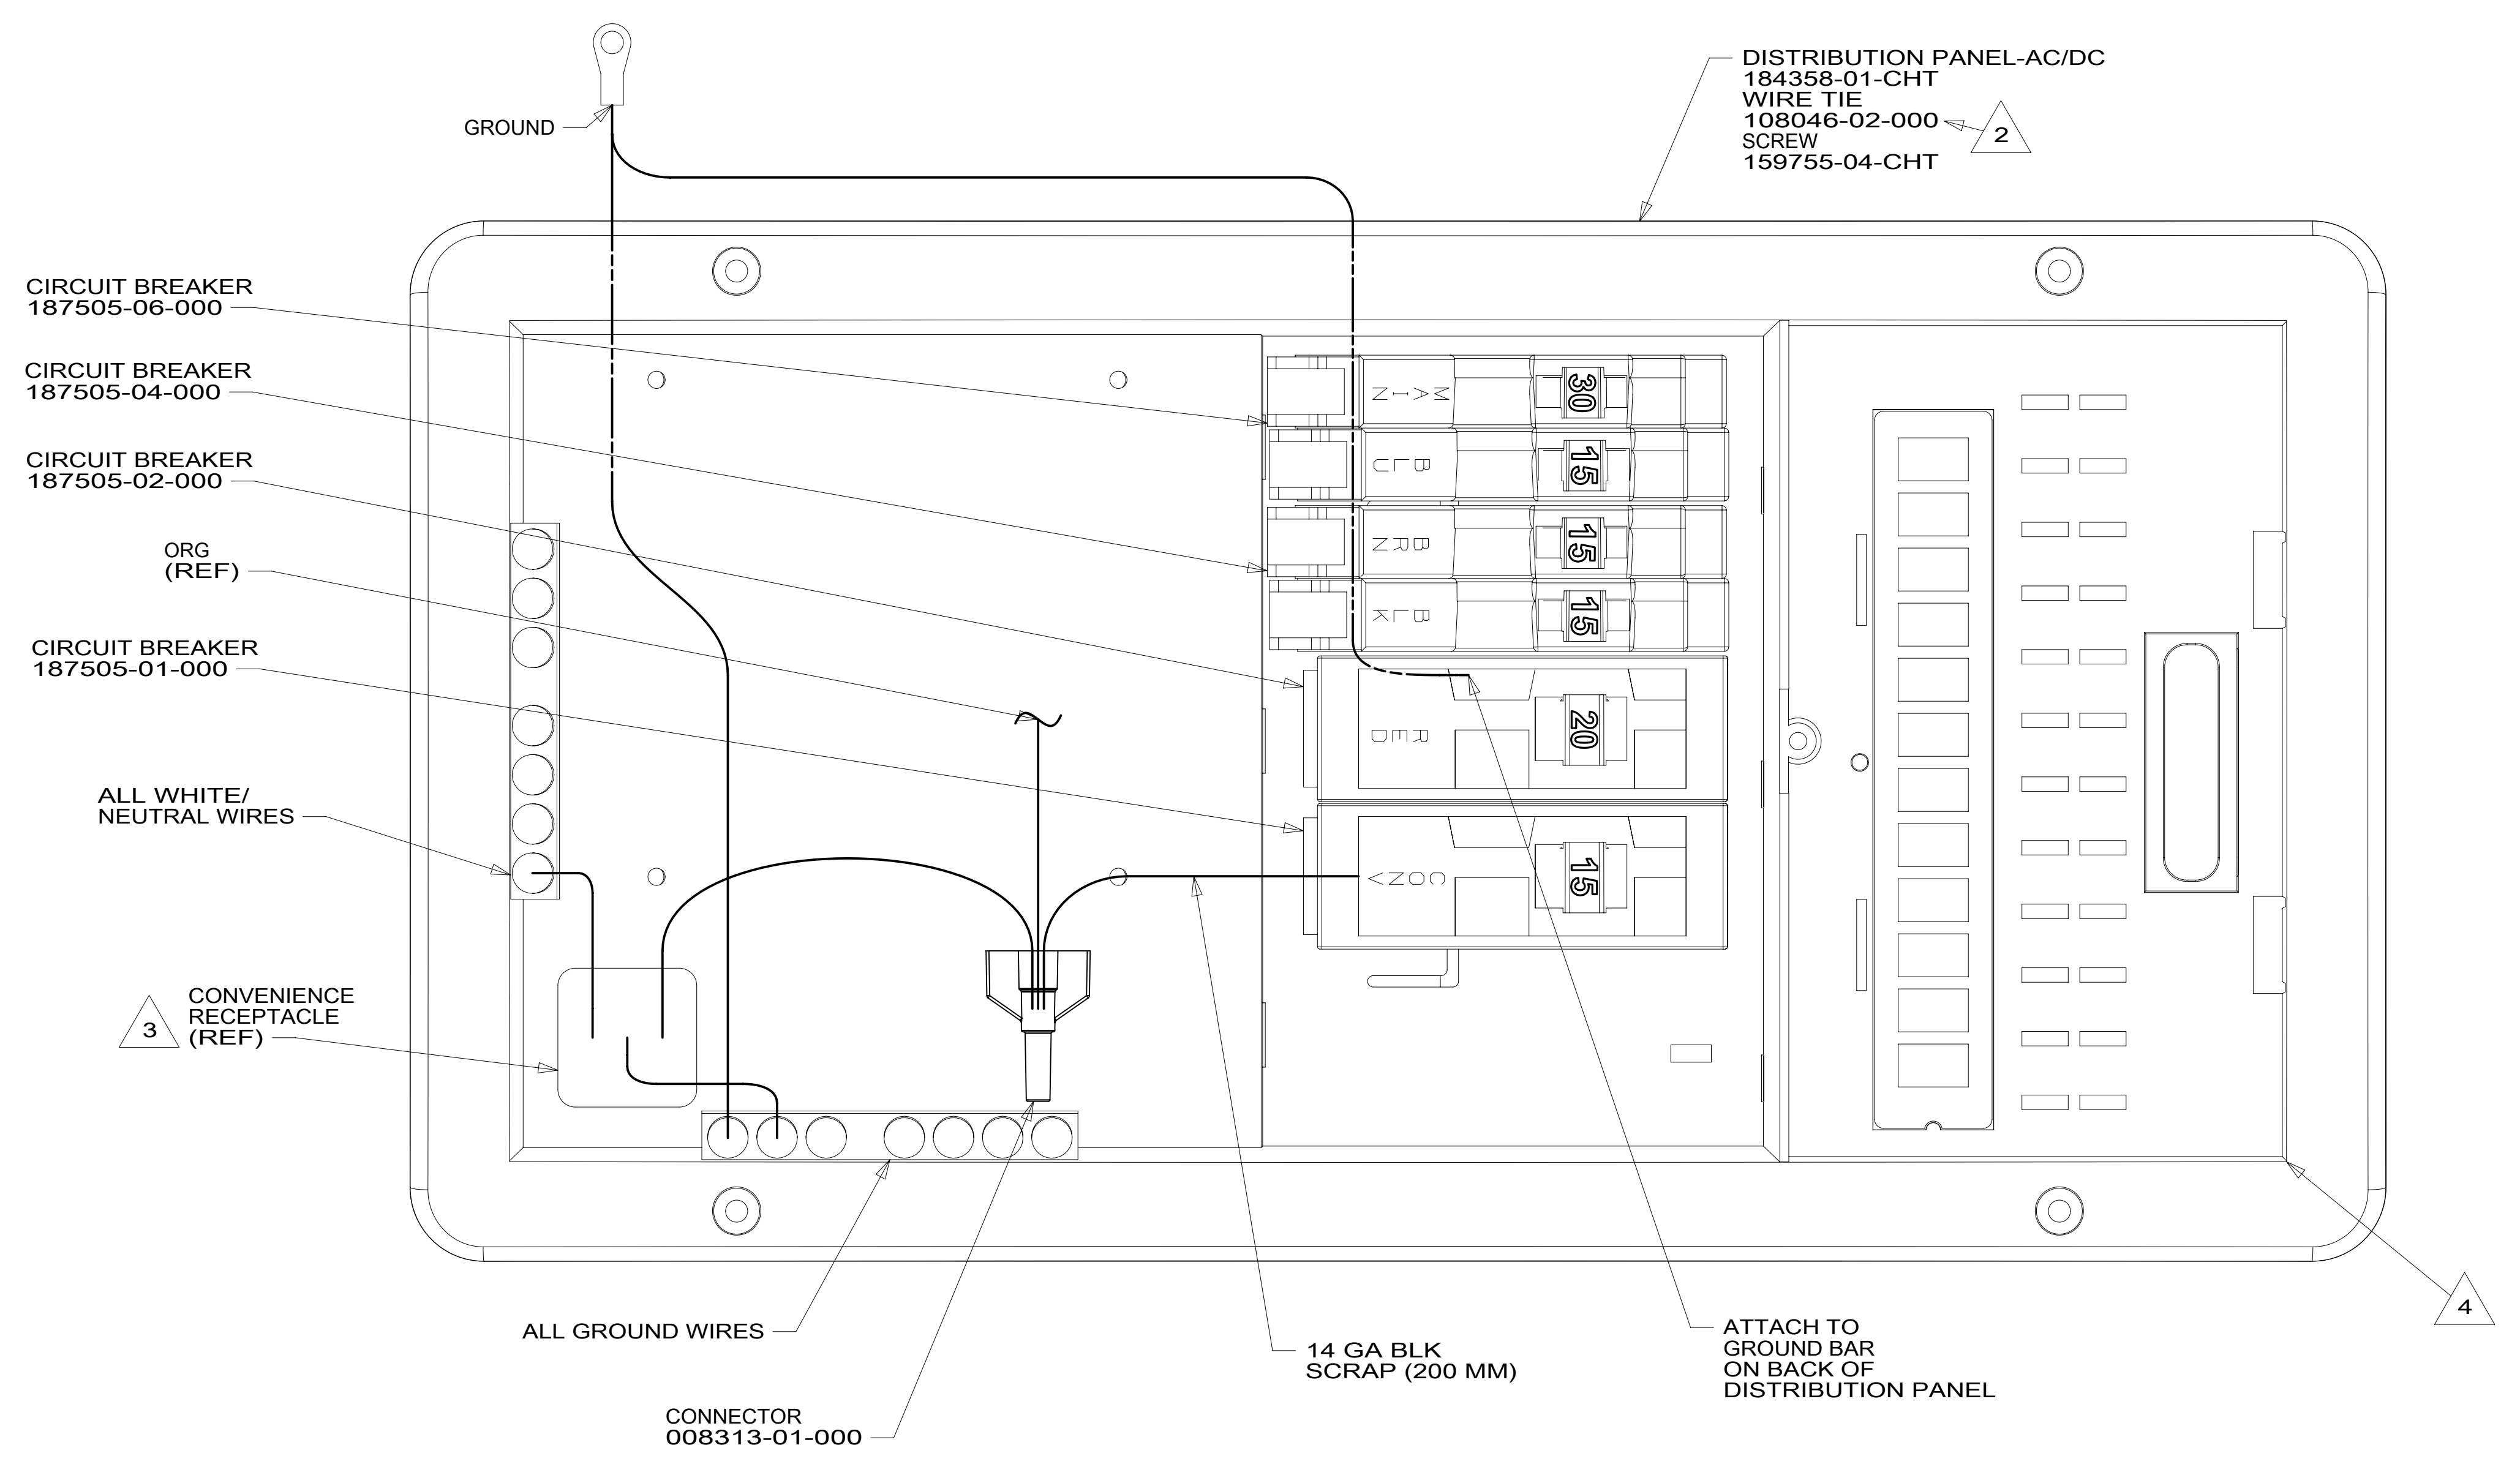 DISTRIBUTION PANEL-AC/DC
184358-01-CHT
WIRE TIE
108046-02-000
2
SCREW
159755-04-CHT
GROUND
CIRCUIT BREAKER
187505-06-000
CIRCUIT BREAKER
187505-04-000
CIRCUIT BREAKER
187505-02-000
ORG
(REF)
CIRCUIT BREAKER
187505-01-000
ALL WHITE/
NEUTRAL WIRES
3
CONVENIENCE
RECEPTACLE
(REF)
MAIN
30
BLU
15
BRN
15
BLK
15
RED
20
CONV
15
4
ALL GROUND WIRES
14 GA BLK
SCRAP (200 MM)
ATTACH TO
GROUND BAR
ON BACK OF
DISTRIBUTION PANEL
CONNECTOR
008313-01-000